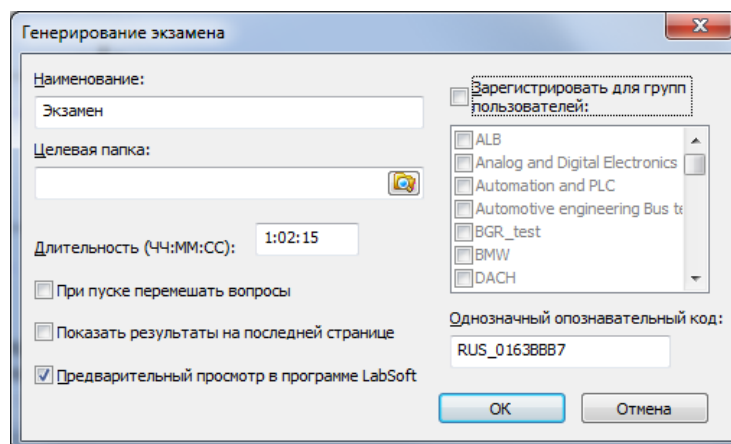 Генерирование экзамена
Наименование:
Экзамен
Целевая папка:
Длительность (ЧЧ:ММ:СС):
1:02:15
При пуске перемешать вопросы
Показать результаты на последней странице
Предварительный просмотр в программе LabSoft
Зарегистрировать для групп
пользователей:
ALB
Analog and Digital Electronics
Automation and PLC
Automotive engineering Bus te
BGR_test
BMW
DACH
Однозначный опознавательный код:
RUS_0163BBB7
OK
Отмена